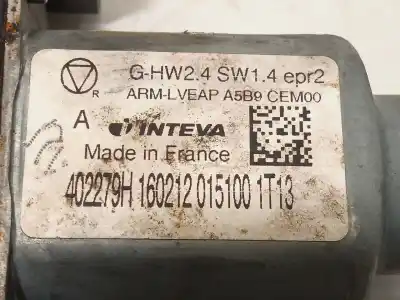 G-HW2.4 SW1.4 epr2
R
ARM-LVEAP A5B9 CEM00
A INTEVA
Made in France
402279H 160212 015100 1T13